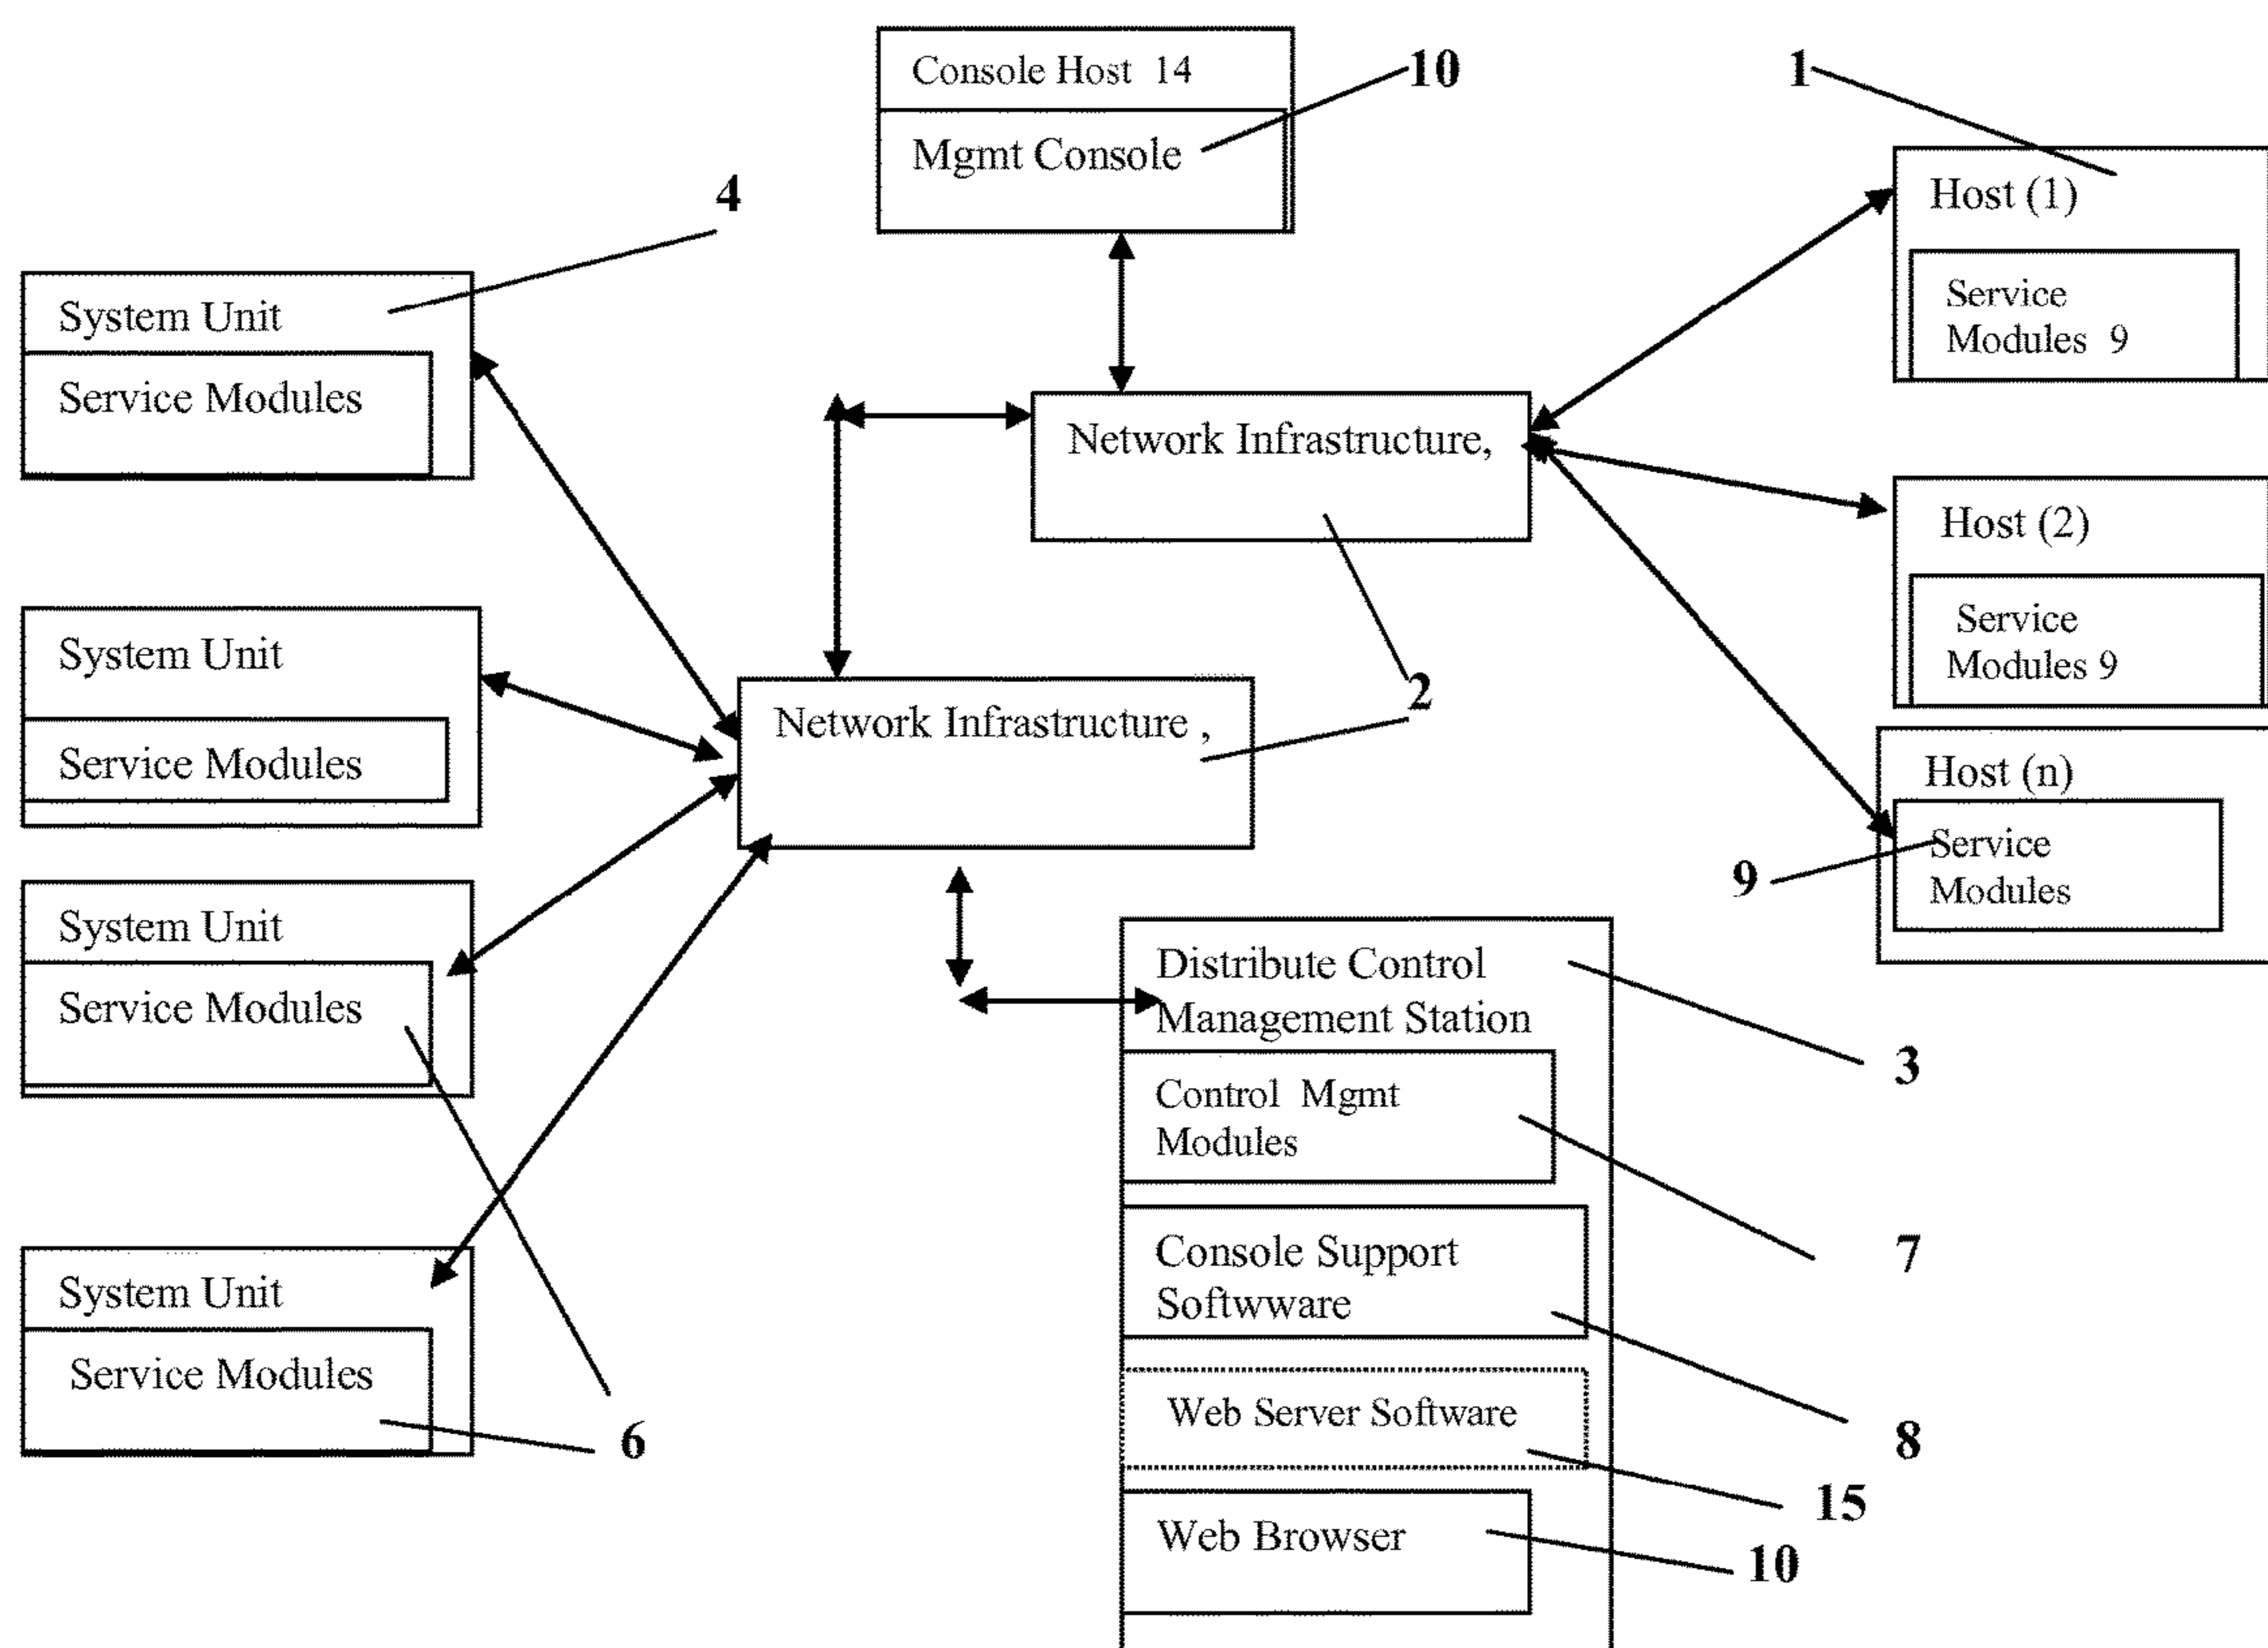 Console Host 14
Mgmt Console
10
1
Host (1)
Service
Modules 9
4
System Unit
Service Modules
Network Infrastructure,
Host (2)
Service
Modules 9
System Unit
Service Modules
Network Infrastructure ,
2
Host (n)
Service
Modules
9
System Unit
Service Modules
Distribute Control
Management Station
3
Control Mgmt
Modules
7
System Unit
Service Modules
6
Console Support
Softwware
8
Web Server Software
15
Web Browser
10